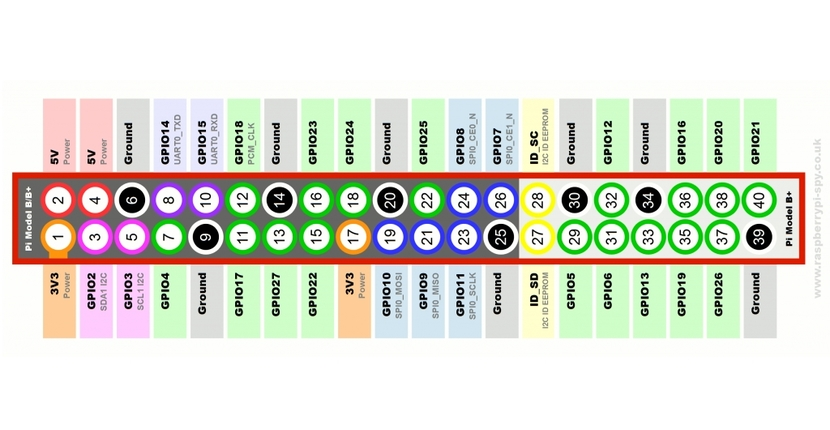 5V
Power
5V
Power
Ground
GPIO14
UART0_TXD
GPIO15
UART0_RXD
GPIO18
PCM_CLK
Ground
GPIO23
GPIO24
Ground
GPIO25
GPIO8
SPI0_CE0_N
GPIO7
SPI0_CE1_N
ID_SC
I2C ID EEPROM
Ground
GPIO12
Ground
GPIO16
GPIO20
GPIO21
Pi Model B/B+
2 4 6 8 10 12 14 16 18 20 22 24 26 28 30 32 34 36 38 40
1 3 5 7 9 11 13 15 17 19 21 23 25 27 29 31 33 35 37 39
Pi Model B+
3V3
Power
GPIO2
SDA1 I2C
GPIO3
SCL1 I2C
GPIO4
Ground
GPIO17
GPIO27
GPIO22
3V3
Power
GPIO10
SPI0_MOSI
GPIO9
SPI0_MISO
GPIO11
SPI0_SCLK
Ground
ID_SD
I2C ID EEPROM
GPIO5
GPIO6
GPIO13
GPIO19
GPIO26
Ground
www.raspberrypi-spy.co.uk